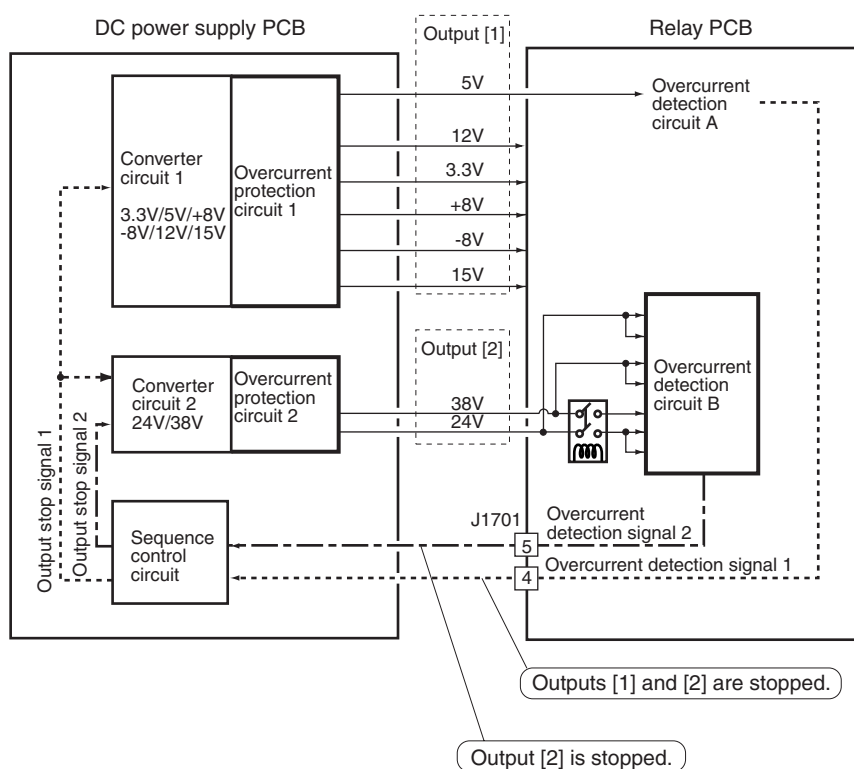 DC power supply PCB
Output [1]
Relay PCB
5V
12V
3.3V
+8V
-8V
15V
Converter
circuit 1
3.3V/5V/+8V
-8V/12V/15V
Overcurrent
protection
circuit 1
Overcurrent
detection
circuit A
Output [2]
Converter
circuit 2
24V/38V
Overcurrent
protection
circuit 2
38V
24V
Overcurrent
detection
circuit B
Output stop signal 1
Output stop signal 2
Sequence
control
circuit
J1701
5
4
Overcurrent
detection signal 2
Overcurrent detection signal 1
Outputs [1] and [2] are stopped.
Output [2] is stopped.